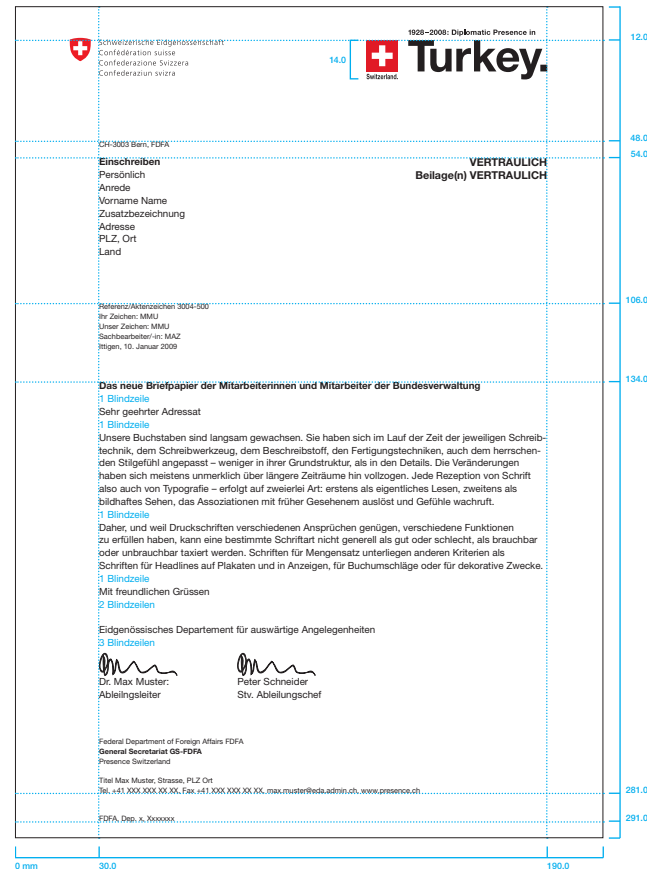 1928–2008: Diplomatic Presence in
12.0
Schweizerische Eidgenossenschaft
Confédération suisse
Confederazione Svizzera
Confederaziun svizra
14.0
Switzerland.
Turkey.
48.0
CH-3003 Bern, FDFA
54.0
Einschreiben
VERTRAULICH
Persönlich
Beilage(n) VERTRAULICH
Anrede
Vorname Name
Zusatzbezeichnung
Adresse
PLZ, Ort
Land
106.0
Referenz/Aktenzeichen 3004-500
Ihr Zeichen: MMU
Unser Zeichen: MMU
Sachbearbeiter/-in: MAZ
Ittigen, 10. Januar 2009
134.0
Das neue Briefpapier der Mitarbeiterinnen und Mitarbeiter der Bundesverwaltung
1 Blindzeile
Sehr geehrter Adressat
1 Blindzeile
Unsere Buchstaben sind langsam gewachsen. Sie haben sich im Lauf der Zeit der jeweiligen Schreib-
technik, dem Schreibwerkzeug, dem Beschreibstoff, den Fertigungstechniken, auch dem herrschen-
den Stilgefühl angepasst – weniger in ihrer Grundstruktur, als in den Details. Die Veränderungen
haben sich meistens unmerklich über längere Zeiträume hin vollzogen. Jede Rezeption von Schrift
also auch von Typografie – erfolgt auf zweierlei Art: erstens als eigentliches Lesen, zweitens als
bildhaftes Sehen, das Assoziationen mit früher Gesehenem auslöst und Gefühle wachruft.
1 Blindzeile
Daher, und weil Druckschriften verschiedenen Ansprüchen genügen, verschiedene Funktionen
zu erfüllen haben, kann eine bestimmte Schriftart nicht generell als gut oder schlecht, als brauchbar
oder unbrauchbar taxiert werden. Schriften für Mengensatz unterliegen anderen Kriterien als
Schriften für Headlines auf Plakaten und in Anzeigen, für Buchumschläge oder für dekorative Zwecke.
1 Blindzeile
Mit freundlichen Grüssen
2 Blindzeilen
Eidgenössisches Departement für auswärtige Angelegenheiten
3 Blindzeilen
Dr. Max Muster:
Peter Schneider
Ableilngsleiter
Stv. Ableilungschef
Federal Department of Foreign Affairs FDFA
General Secretariat GS-FDFA
Presence Switzerland
Titel Max Muster, Strasse, PLZ Ort
Tel. +41 XXX XXX XX XX, Fax +41 XXX XXX XX XX, max.muster@eda.admin.ch, www.presence.ch
281.0
FDFA, Dep. x, Xxxxxxx
291.0
0 mm
30.0
190.0